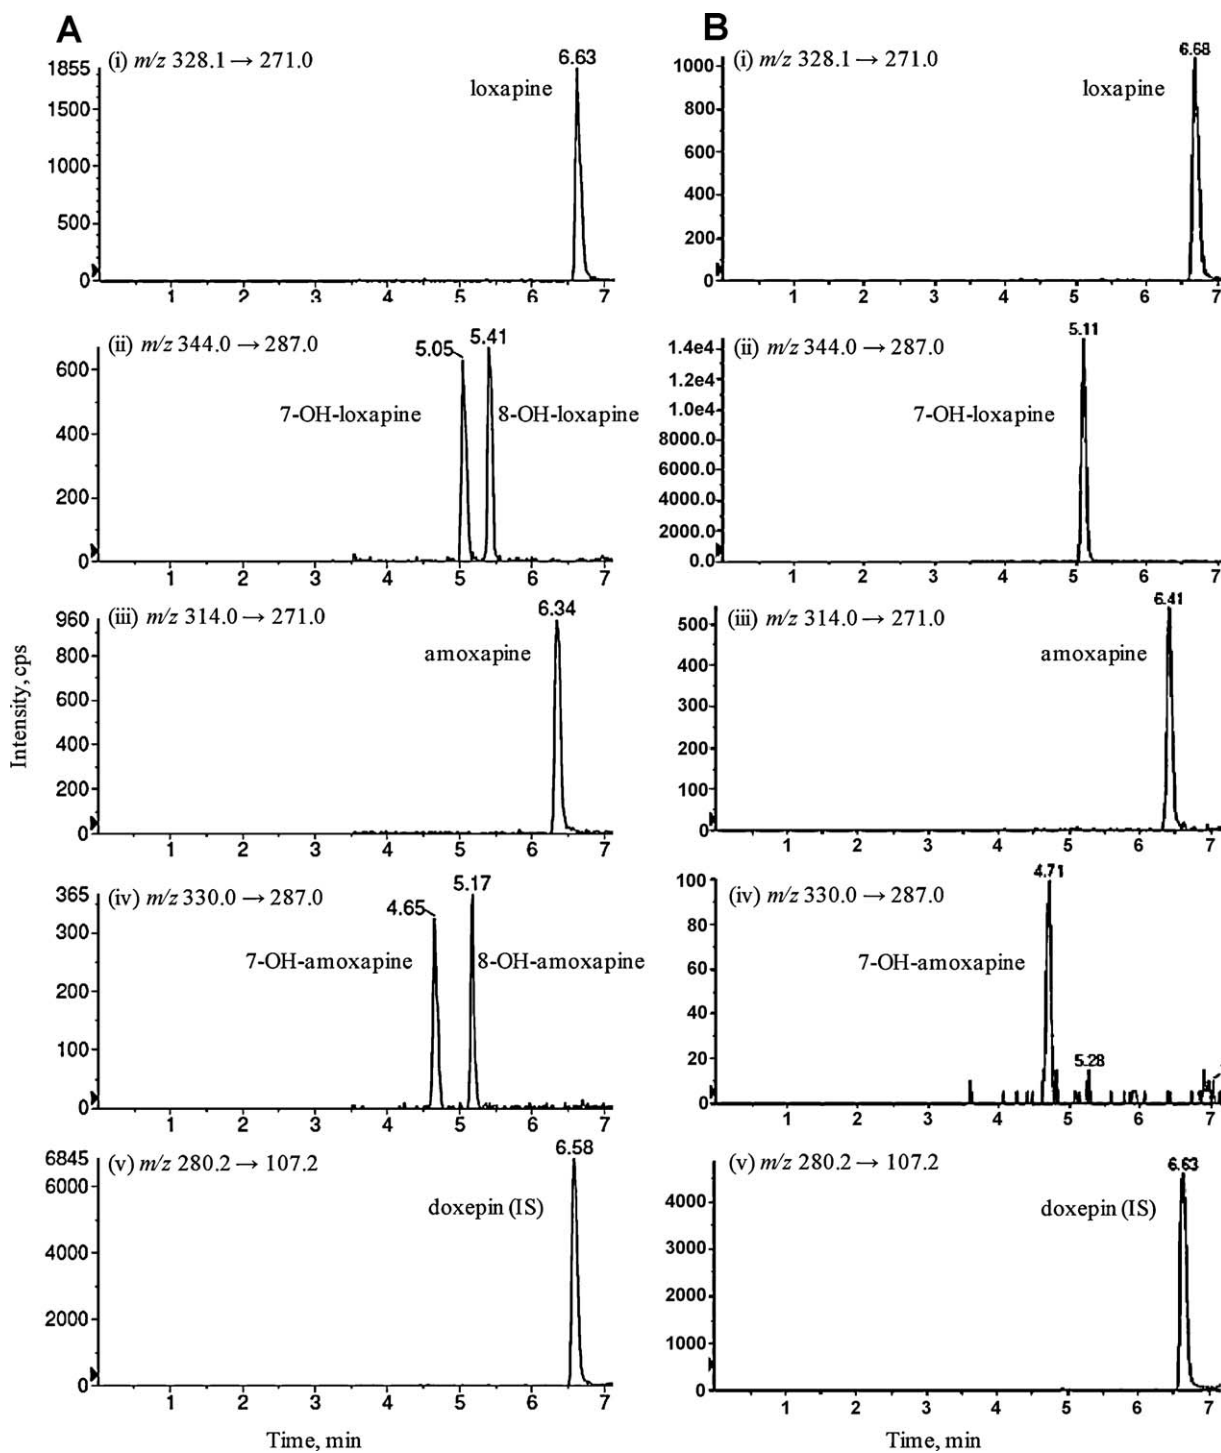 A
(i) m/z 328.1 → 271.0
6.63
loxapine
1855
1500
1000
500
0
1 2 3 4 5 6 7
(ii) m/z 344.0 → 287.0
5.05
5.41
7-OH-loxapine
8-OH-loxapine
600
400
200
0
1 2 3 4 5 6 7
(iii) m/z 314.0 → 271.0
6.34
amoxapine
960
800
600
400
200
0
1 2 3 4 5 6 7
(iv) m/z 330.0 → 287.0
4.65
5.17
7-OH-amoxapine
8-OH-amoxapine
365
300
200
100
0
1 2 3 4 5 6 7
(v) m/z 280.2 → 107.2
6.58
doxepin (IS)
6845
6000
4000
2000
0
1 2 3 4 5 6 7
Time, min
Intensity, cps
B
(i) m/z 328.1 → 271.0
6.68
loxapine
1000
800
600
400
200
0
1 2 3 4 5 6 7
(ii) m/z 344.0 → 287.0
5.11
7-OH-loxapine
1.4e4
1.2e4
1.0e4
8000.0
6000.0
4000.0
2000.0
0.0
1 2 3 4 5 6 7
(iii) m/z 314.0 → 271.0
6.41
amoxapine
500
400
300
200
100
0
1 2 3 4 5 6 7
(iv) m/z 330.0 → 287.0
4.71
7-OH-amoxapine
5.28
100
80
60
40
20
0
1 2 3 4 5 6 7
(v) m/z 280.2 → 107.2
6.63
doxepin (IS)
4000
3000
2000
1000
0
1 2 3 4 5 6 7
Time, min